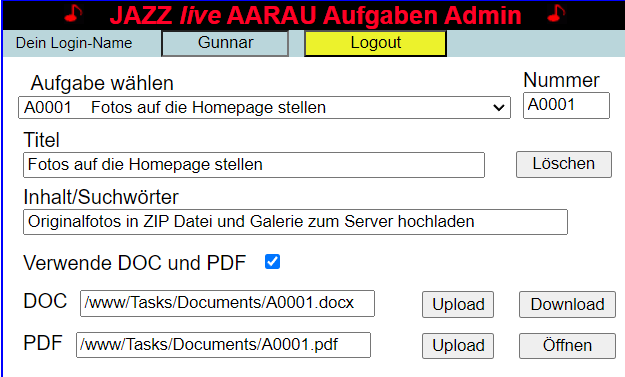 JAZZ live AARAU Aufgaben Admin
Dein Login-Name Gunnar Logout
Aufgabe wählen Nummer
A0001 Fotos auf die Homepage stellen A0001
Titel
Fotos auf die Homepage stellen Löschen
Inhalt/Suchwörter
Originalfotos in ZIP Datei und Galerie zum Server hochladen
Verwende DOC und PDF
DOC /www/Tasks/Documents/A0001.docx Upload Download
PDF /www/Tasks/Documents/A0001.pdf Upload Öffnen